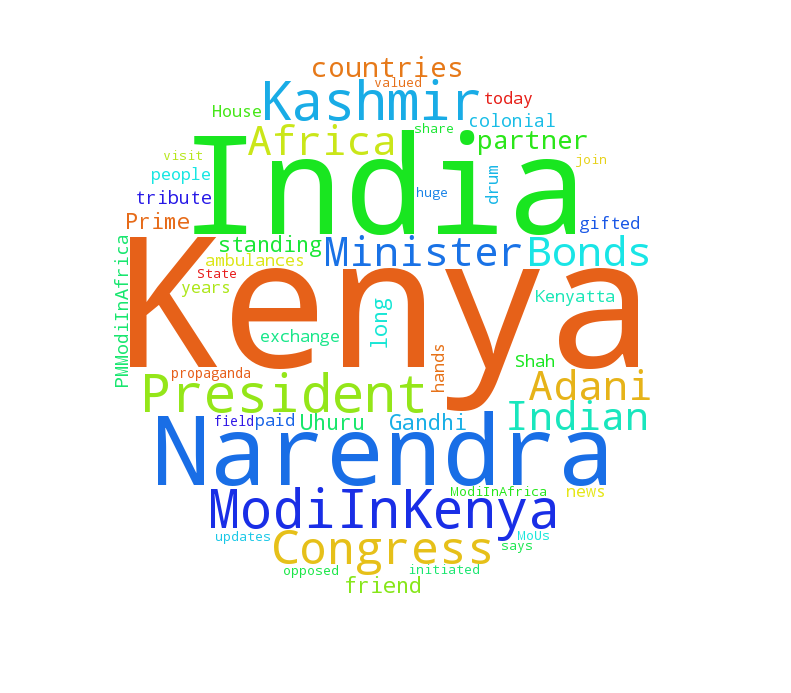 countries
valued
Kashmir
today
House
colonial
share
Africa
partner
India
visit
join
people
drum
huge
tribute
Prime
gifted
standing
Minister
Bonds
PMModiInAfrica
ambulances
Kenya
State
years
Kenyatta
long
exchange
hands
Shah
propaganda
President
Adani
Indian
field
paid
Uhuru
Gandhi
Narendra
ModiInKenya
ModiInAfrica
news
updates
Congress
MoUs
says
opposed
initiated
friend